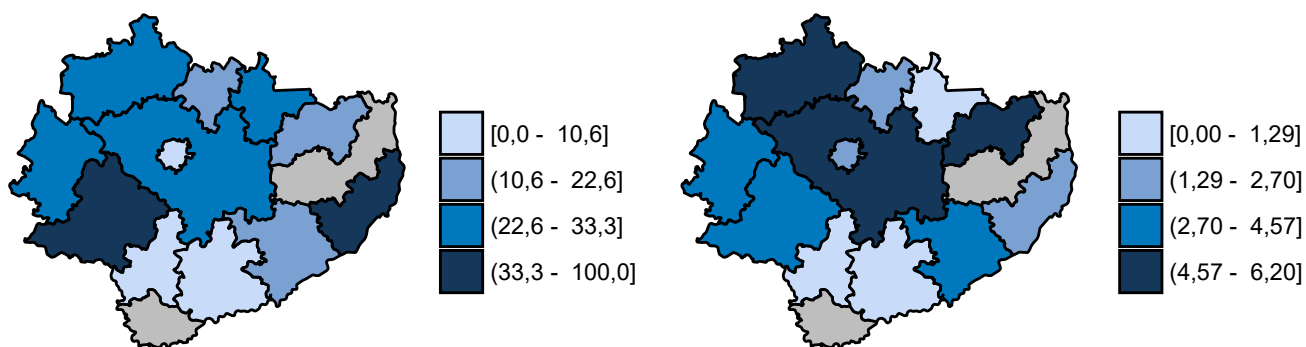 [0,0 - 10,6]
(10,6 - 22,6]
(22,6 - 33,3]
(33,3 - 100,0]
[0,00 - 1,29]
(1,29 - 2,70]
(2,70 - 4,57]
(4,57 - 6,20]